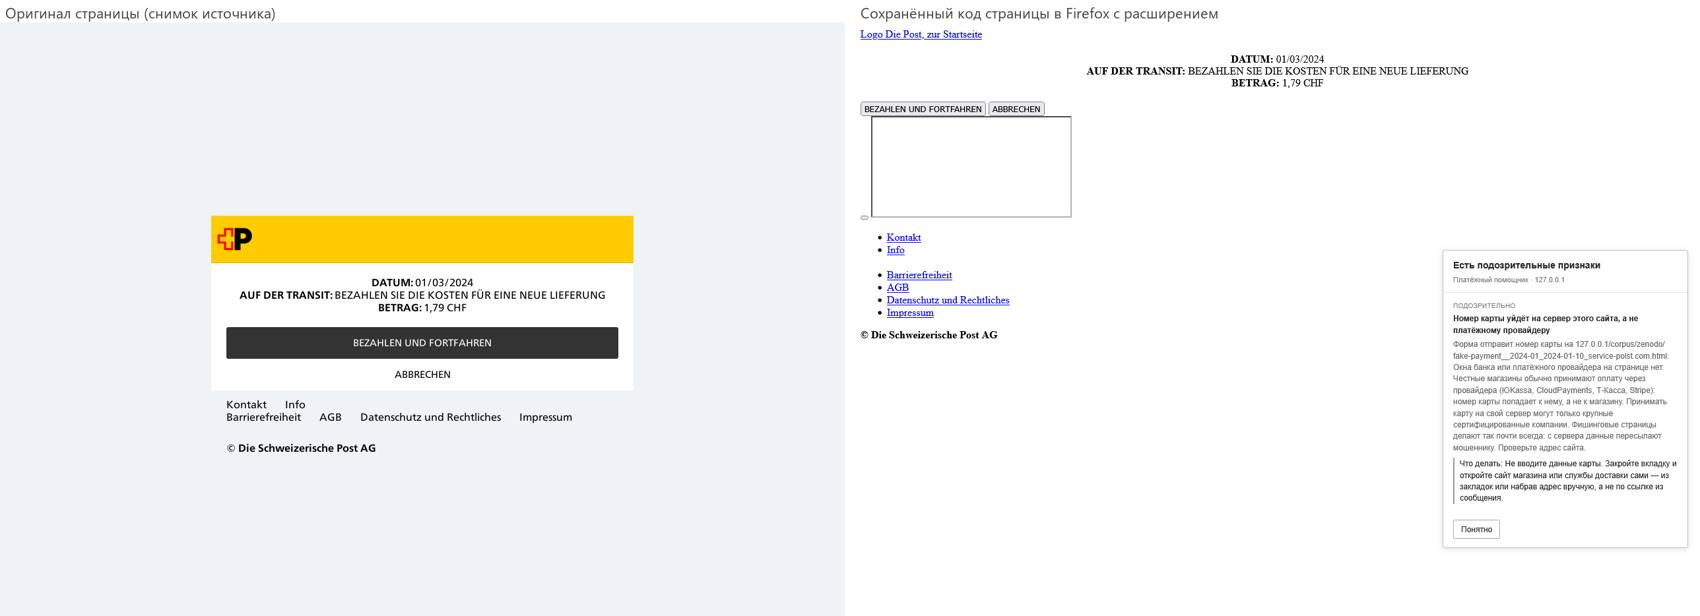 Оригинал страницы (снимок источника)
P
DATUM: 01/03/2024
AUF DER TRANSIT: BEZAHLEN SIE DIE KOSTEN FÜR EINE NEUE LIEFERUNG
BETRAG: 1,79 CHF
BEZAHLEN UND FORTFAHREN
ABBRECHEN
Kontakt Info
Barrierefreiheit AGB Datenschutz und Rechtliches Impressum
© Die Schweizerische Post AG
Сохранённый код страницы в Firefox с расширением
Logo Die Post, zur Startseite
DATUM: 01/03/2024
AUF DER TRANSIT: BEZAHLEN SIE DIE KOSTEN FÜR EINE NEUE LIEFERUNG
BETRAG: 1,79 CHF
BEZAHLEN UND FORTFAHREN ABBRECHEN
Kontakt
Info
Barrierefreiheit
AGB
Datenschutz und Rechtliches
Impressum
© Die Schweizerische Post AG
Есть подозрительные признаки
Платёжный помощник · 127.0.0.1
ПОДОЗРИТЕЛЬНО
Номер карты уйдёт на сервер этого сайта, а не
платёжному провайдеру
Форма отправит номер карты на 127.0.0.1/corpus/zenodo/
fake-payment__2024-01_2024-01-10_service-polst.com.html.
Окна банка или платёжного провайдера на странице нет.
Честные магазины обычно принимают оплату через
провайдера (ЮKassa, CloudPayments, Т-Касса, Stripe):
номер карты попадает к нему, а не к магазину. Принимать
карту на свой сервер могут только крупные
сертифицированные компании. Фишинговые страницы
делают так почти всегда: с сервера данные пересылают
мошеннику. Проверьте адрес сайта.
Что делать: Не вводите данные карты. Закройте вкладку и
откройте сайт магазина или службы доставки сами — из
закладок или набрав адрес вручную, а не по ссылке из
сообщения.
Понятно